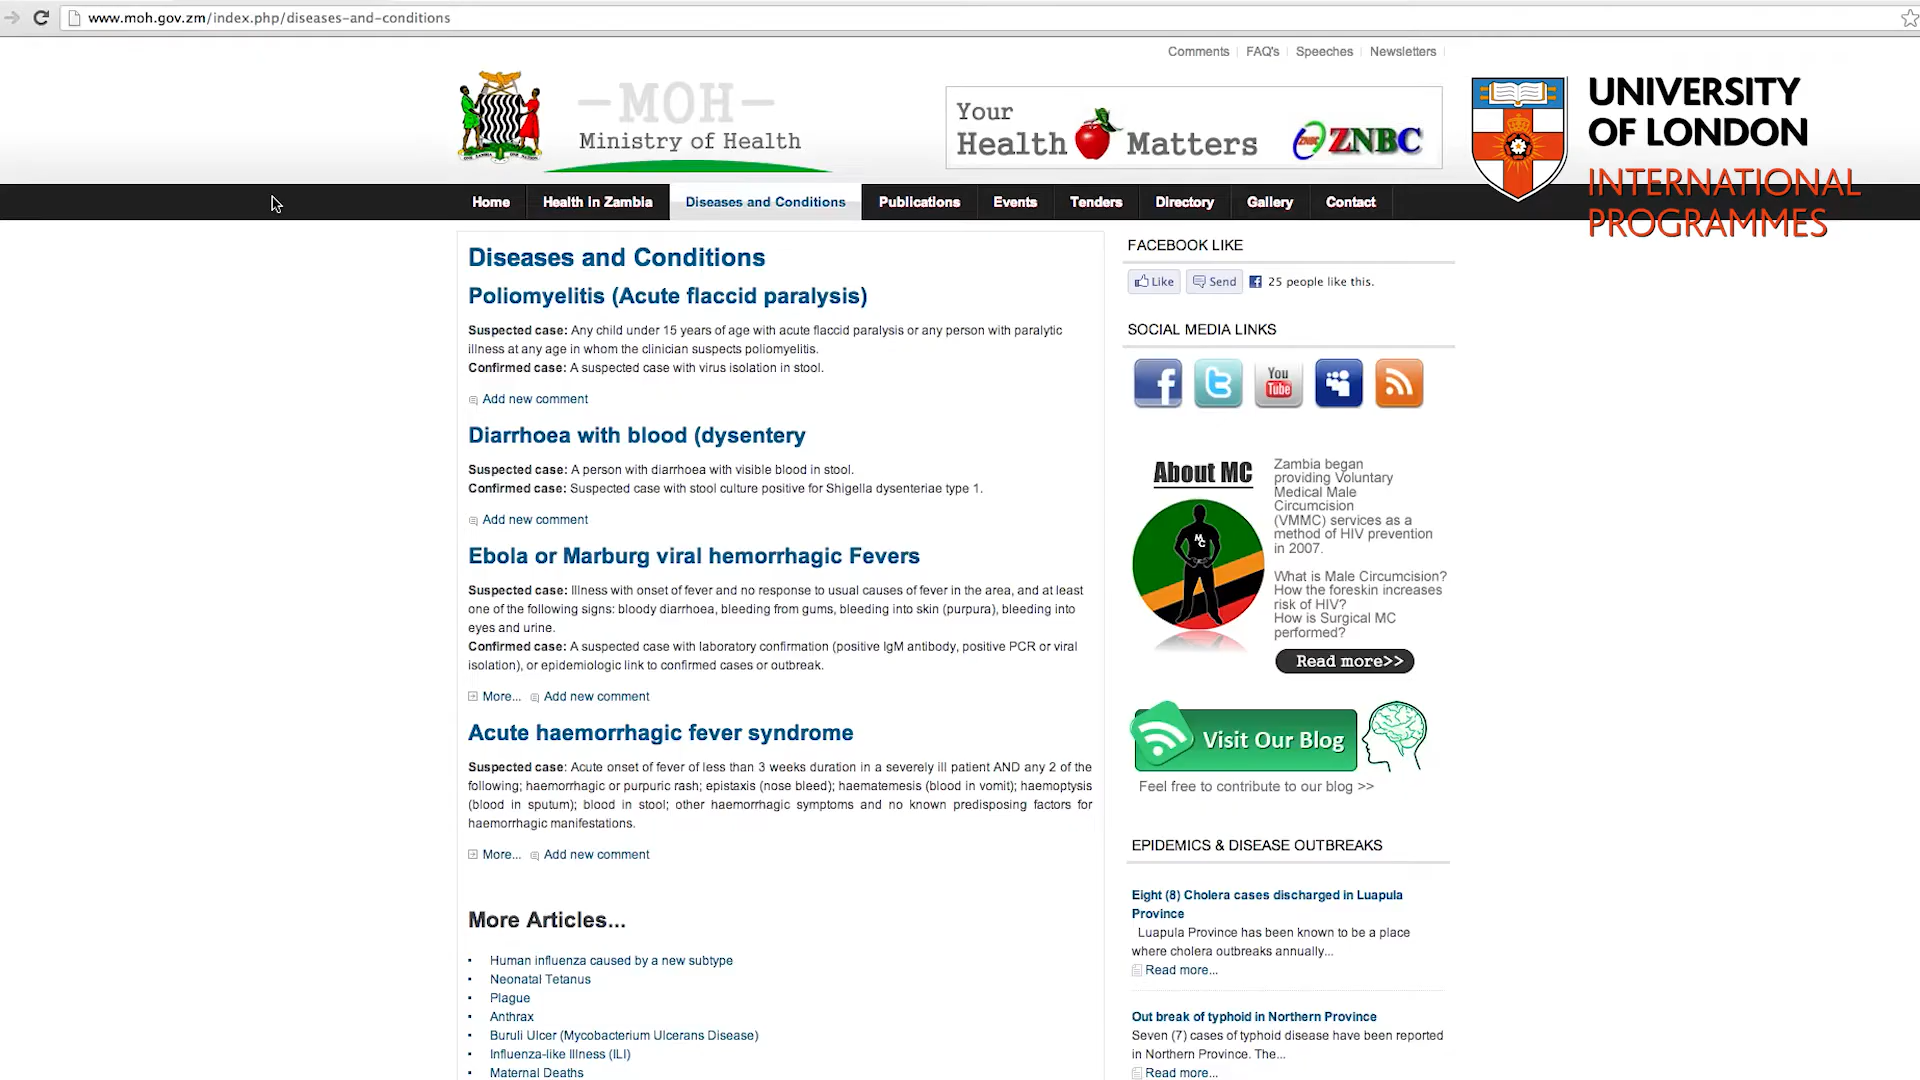 www.moh.gov.zm/index.php/diseases-and-conditions
Comments FAQ's Speeches Newsletters
MOH
Ministry of Health
Your
Health Matters
ZNBC
UNIVERSITY
OF LONDON
INTERNATIONAL
PROGRAMMES
Home Health in Zambia Diseases and Conditions Publications Events Tenders Directory Gallery Contact
Diseases and Conditions
Poliomyelitis (Acute flaccid paralysis)
Suspected case: Any child under 15 years of age with acute flaccid paralysis or any person with paralytic
illness at any age in whom the clinician suspects poliomyelitis.
Confirmed case: A suspected case with virus isolation in stool.
Add new comment
Diarrhoea with blood (dysentery
Suspected case: A person with diarrhoea with visible blood in stool.
Confirmed case: Suspected case with stool culture positive for Shigella dysenteriae type 1.
Add new comment
Ebola or Marburg viral hemorrhagic Fevers
Suspected case: Illness with onset of fever and no response to usual causes of fever in the area, and at least
one of the following signs: bloody diarrhoea, bleeding from gums, bleeding into skin (purpura), bleeding into
eyes and urine.
Confirmed case: A suspected case with laboratory confirmation (positive IgM antibody, positive PCR or viral
isolation), or epidemiologic link to confirmed cases or outbreak.
More... Add new comment
Acute haemorrhagic fever syndrome
Suspected case: Acute onset of fever of less than 3 weeks duration in a severely ill patient AND any 2 of the
following; haemorrhagic or purpuric rash; epistaxis (nose bleed); haematemesis (blood in vomit); haemoptysis
(blood in sputum); blood in stool; other haemorrhagic symptoms and no known predisposing factors for
haemorrhagic manifestations.
More... Add new comment
More Articles...
Human influenza caused by a new subtype
Neonatal Tetanus
Plague
Anthrax
Buruli Ulcer (Mycobacterium Ulcerans Disease)
Influenza-like Illness (ILI)
Maternal Deaths
FACEBOOK LIKE
Like Send 25 people like this.
SOCIAL MEDIA LINKS
You
Tube
About MC
MC
Zambia began
providing Voluntary
Medical Male
Circumcision
(VMMC) services as a
method of HIV prevention
in 2007.
What is Male Circumcision?
How the foreskin increases
risk of HIV?
How is Surgical MC
performed?
Read more>>
Visit Our Blog
Feel free to contribute to our blog >>
EPIDEMICS & DISEASE OUTBREAKS
Eight (8) Cholera cases discharged in Luapula
Province
Luapula Province has been known to be a place
where cholera outbreaks annually...
Read more...
Out break of typhoid in Northern Province
Seven (7) cases of typhoid disease have been reported
in Northern Province. The...
Read more...